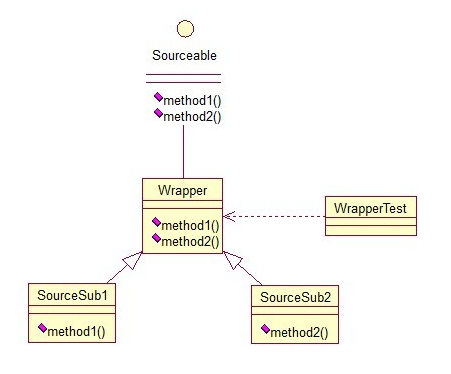 Sourceable
method1()
method2()
Wrapper
method1()
method2()
WrapperTest
SourceSub1
method1()
SourceSub2
method2()